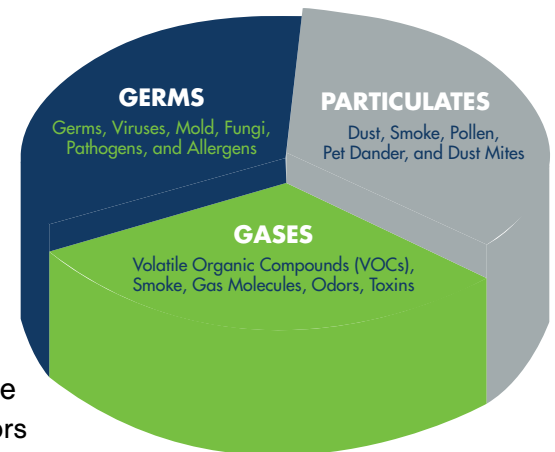 GERMS
Germs, Viruses, Mold, Fungi,
Pathogens, and Allergens
PARTICULATES
Dust, Smoke, Pollen,
Pet Dander, and Dust Mites
GASES
Volatile Organic Compounds (VOCs),
Smoke, Gas Molecules, Odors, Toxins